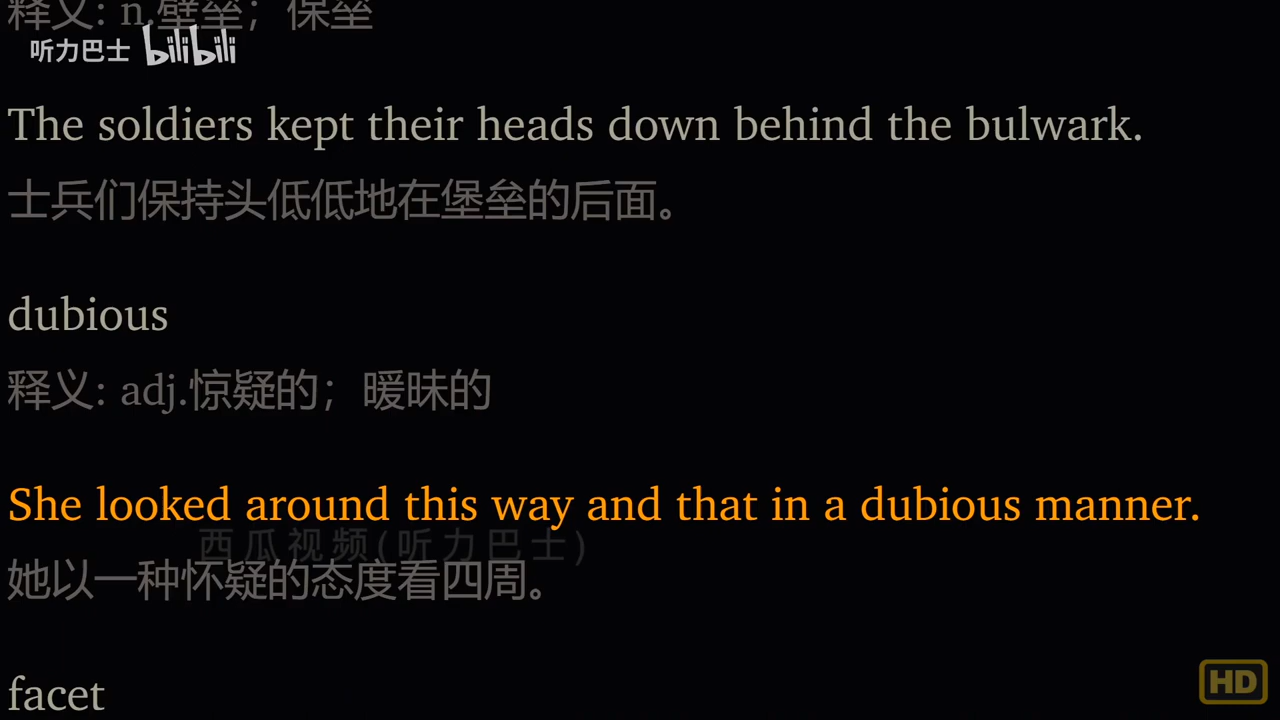 释义: n.壁垒；保垒
听力巴士 bilibili
The soldiers kept their heads down behind the bulwark.
士兵们保持头低低地在堡垒的后面。
dubious
释义: adj.惊疑的；暖昧的
She looked around this way and that in a dubious manner.
西瓜视频(听力巴士)
她以一种怀疑的态度看四周。
facet
HD